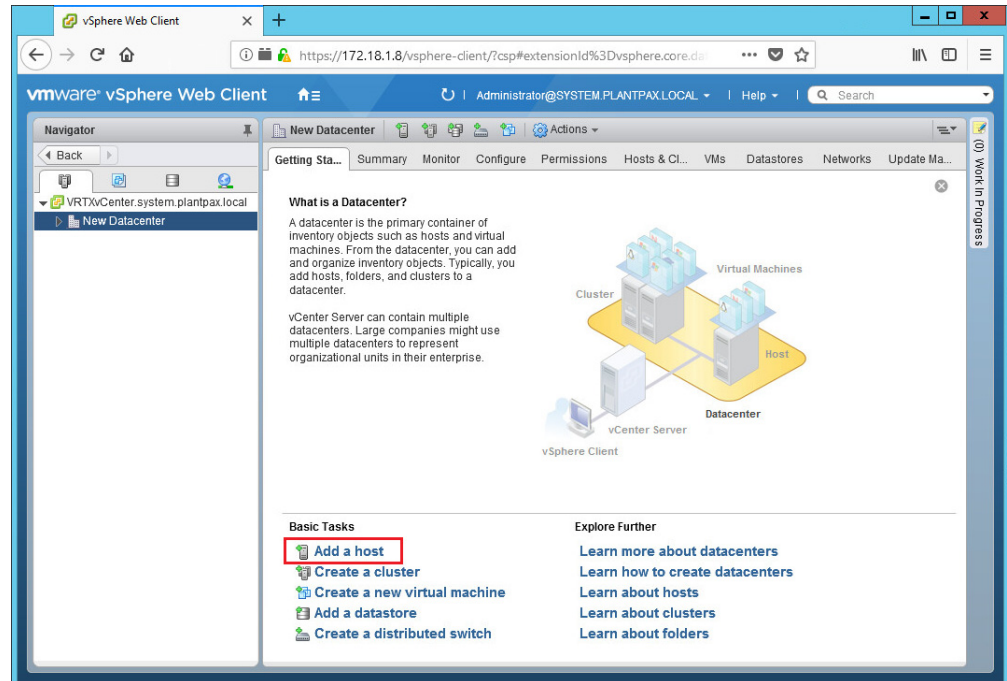 vSphere Web Client
https://172.18.1.8/vsphere-client/?csp#extensionId%3Dvsphere.core.da
vmware® vSphere Web Client
Administrator@SYSTEM.PLANTPAX.LOCAL
Help
Search
Navigator
Back
VRTXvCenter.system.plantpax.local
New Datacenter
New Datacenter
Actions
Getting Sta... Summary Monitor Configure Permissions Hosts & Cl... VMs Datastores Networks Update Ma...
What is a Datacenter?
A datacenter is the primary container of
inventory objects such as hosts and virtual
machines. From the datacenter, you can add
and organize inventory objects. Typically, you
add hosts, folders, and clusters to a
datacenter.
vCenter Server can contain multiple
datacenters. Large companies might use
multiple datacenters to represent
organizational units in their enterprise.
Virtual Machines
Cluster
Host
Datacenter
vCenter Server
vSphere Client
Basic Tasks
Add a host
Create a cluster
Create a new virtual machine
Add a datastore
Create a distributed switch
Explore Further
Learn more about datacenters
Learn how to create datacenters
Learn about hosts
Learn about clusters
Learn about folders
(0) Work In Progress